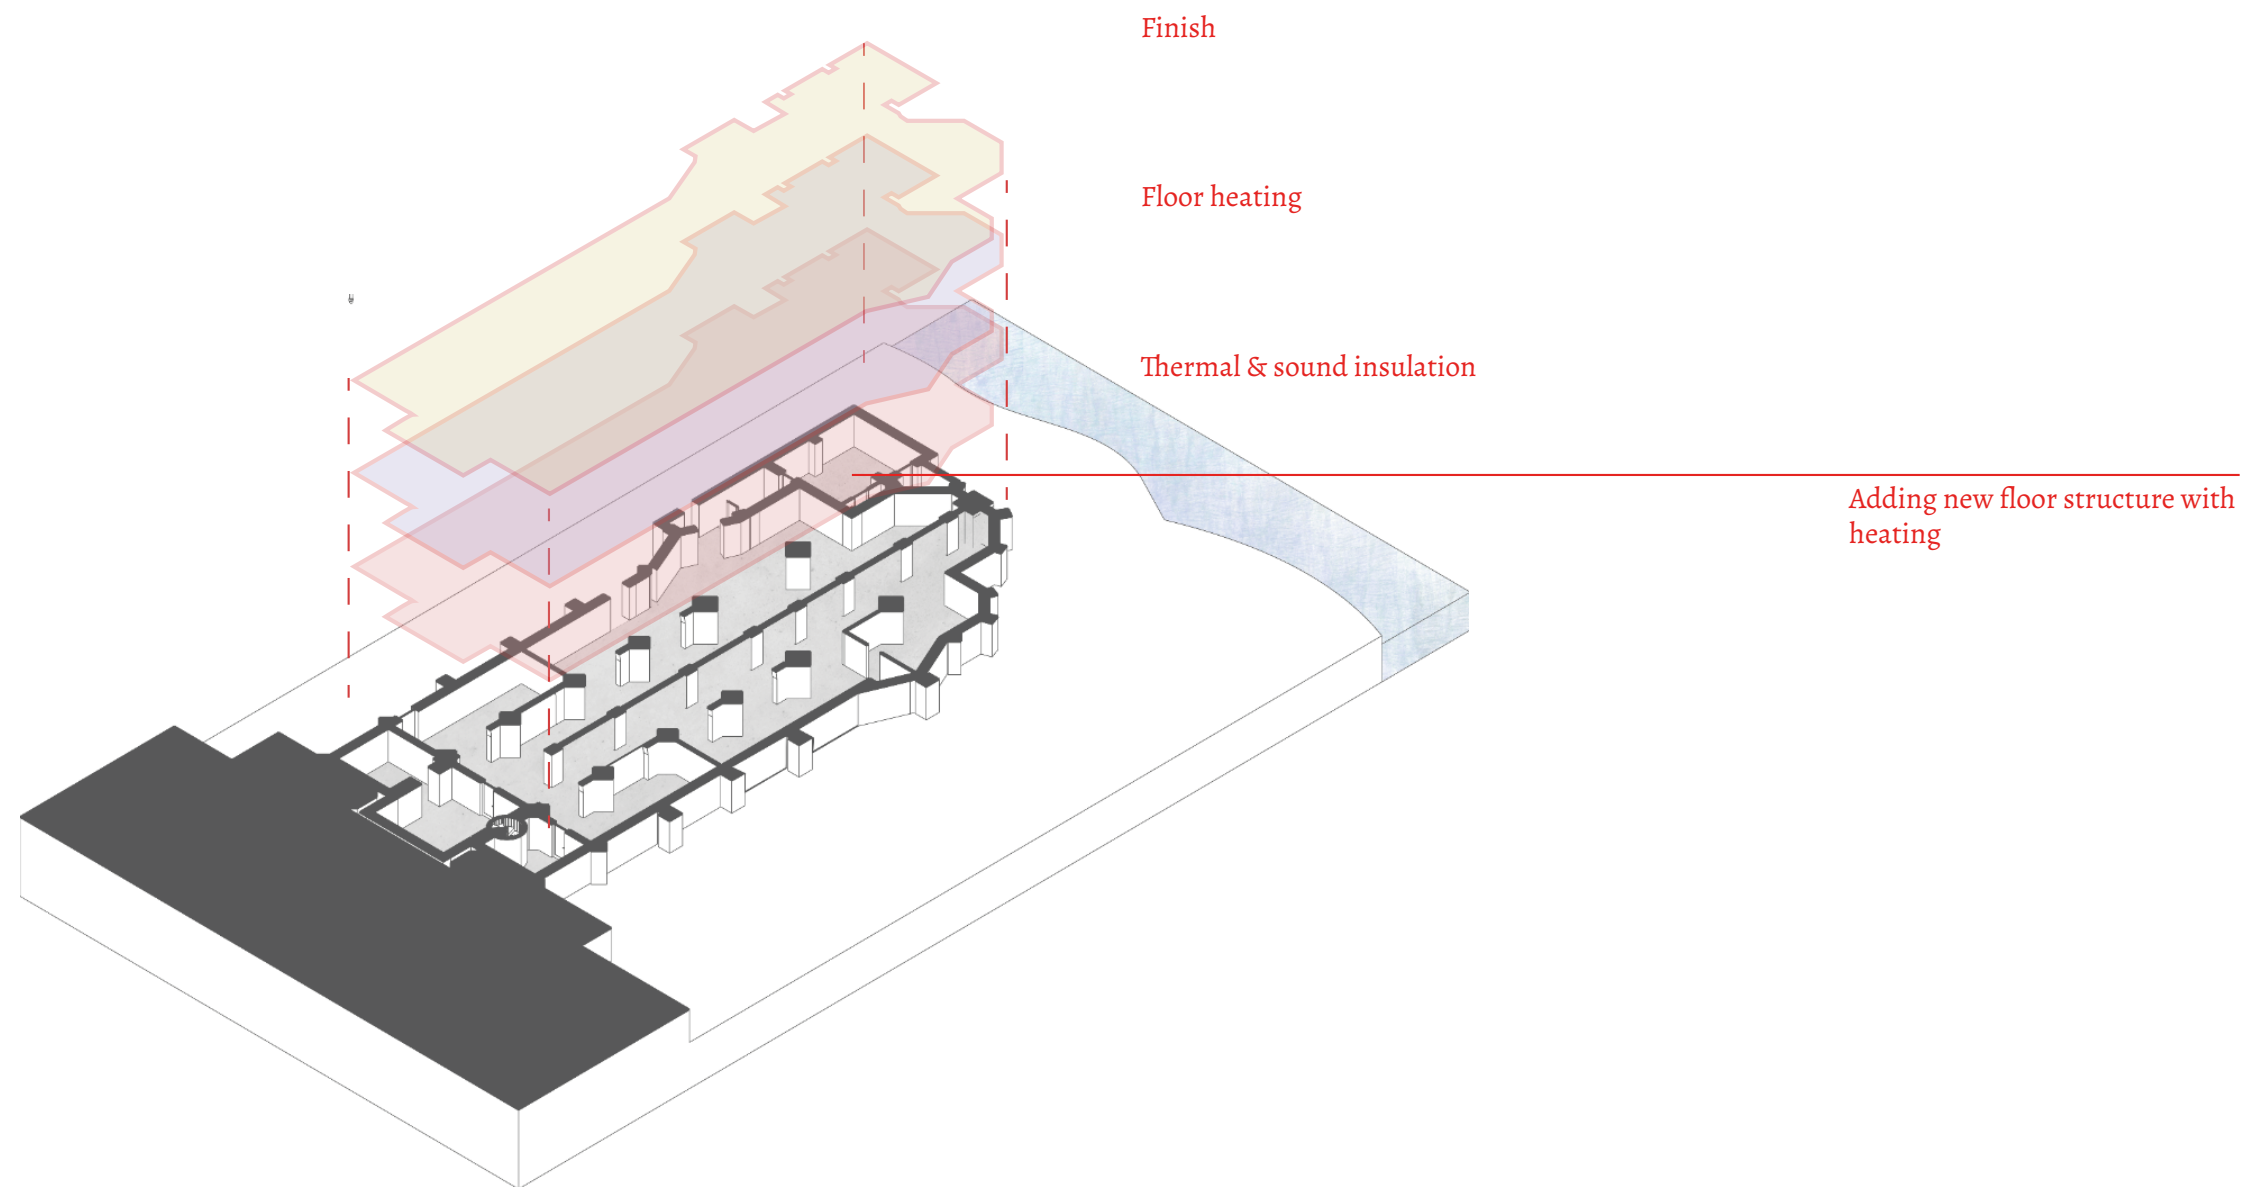 Finish
Floor heating
Thermal & sound insulation
Adding new floor structure with
heating